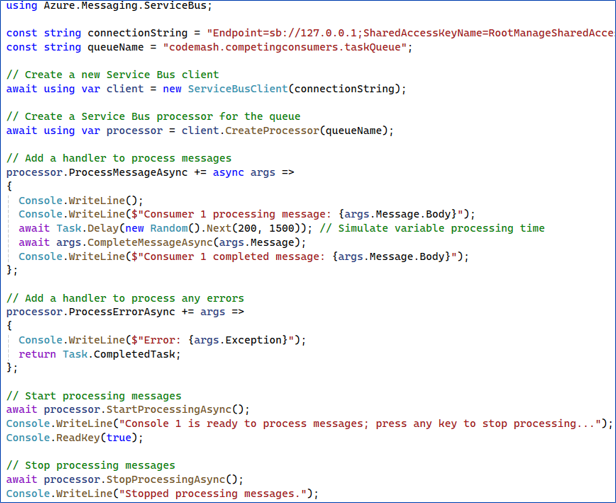 using Azure.Messaging.ServiceBus;
const string connectionString = "Endpoint=sb://127.0.0.1;SharedAccessKeyName=RootManageSharedAcce
const string queueName = "codemash.competingconsumers.taskQueue";
// Create a new Service Bus client
await using var client = new ServiceBusClient(connectionString);
// Create a Service Bus processor for the queue
await using var processor = client.CreateProcessor(queueName);
// Add a handler to process messages
processor.ProcessMessageAsync += async args =>
{
Console.WriteLine();
Console.WriteLine($"Consumer 1 processing message: {args.Message.Body}");
await Task.Delay(new Random().Next(200, 1500)); // Simulate variable processing time
await args.CompleteMessageAsync(args.Message);
Console.WriteLine($"Consumer 1 completed message: {args.Message.Body}");
};
// Add a handler to process any errors
processor.ProcessErrorAsync += args =>
{
Console.WriteLine($"Error: {args.Exception}");
return Task.CompletedTask;
};
// Start processing messages
await processor.StartProcessingAsync();
Console.WriteLine("Console 1 is ready to process messages; press any key to stop processing...");
Console.ReadKey(true);
// Stop processing messages
await processor.StopProcessingAsync();
Console.WriteLine("Stopped processing messages.");